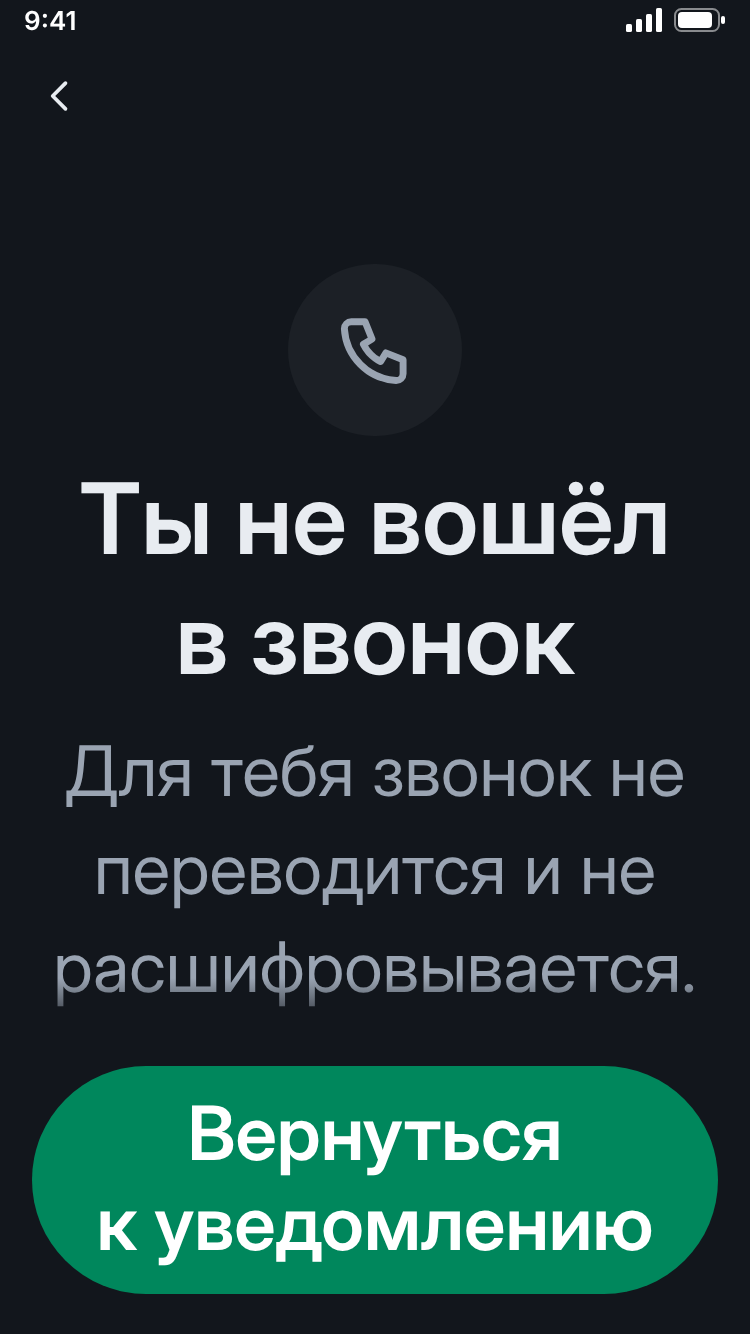 9:41
Ты не вошёл
в звонок
Для тебя звонок не
переводится и не
расшифровывается.
Вернуться
к уведомлению